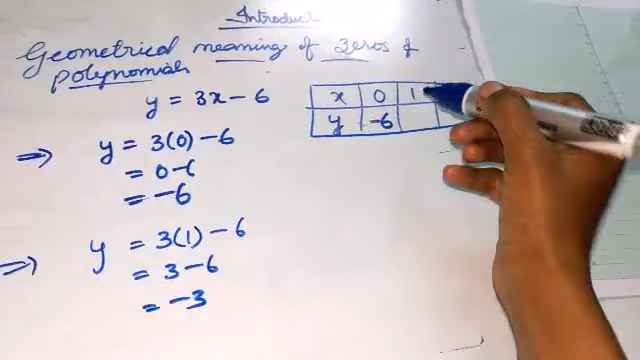 Introduct
Geometrical meaning of zeros of
polynomials
y = 3x - 6
x 0 1
y -6
⇒ y = 3(0) - 6
= 0 - 6
= -6
⇒ y = 3(1) - 6
= 3 - 6
= -3